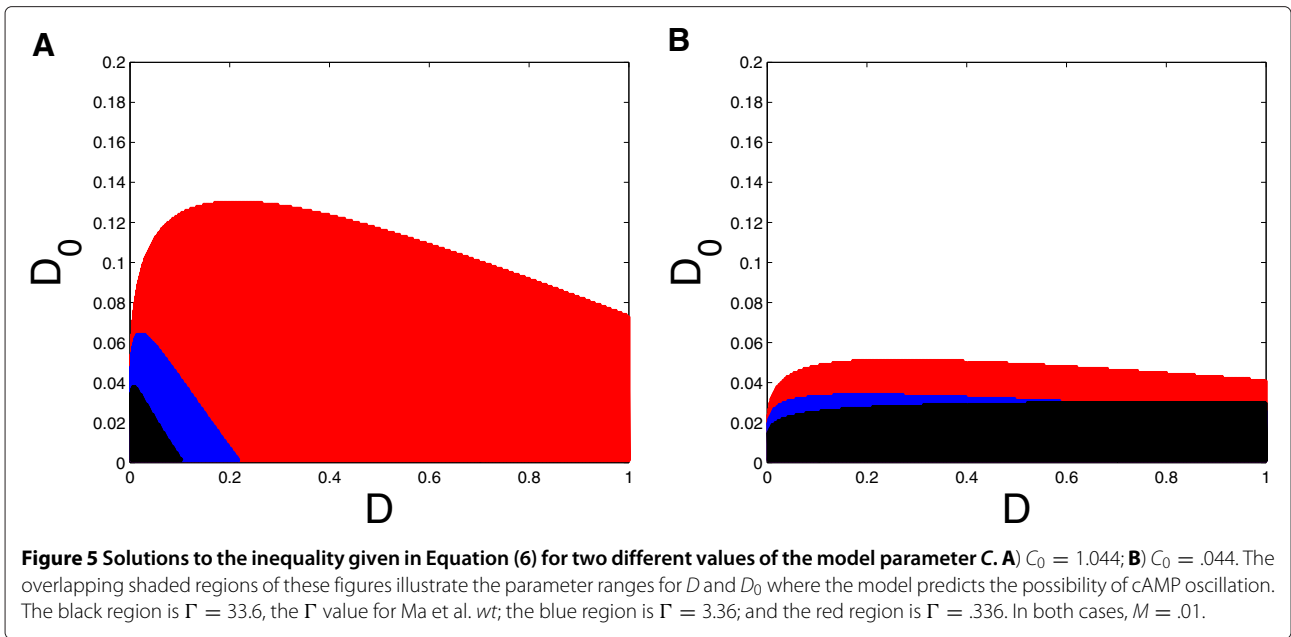 A
0.2
0.18
0.16
0.14
0.12
0.1
0.08
0.06
0.04
0.02
0
D0
0 0.2 0.4 0.6 0.8 1
D
B
0.2
0.18
0.16
0.14
0.12
0.1
0.08
0.06
0.04
0.02
0
D0
0 0.2 0.4 0.6 0.8 1
D
Figure 5 Solutions to the inequality given in Equation (6) for two different values of the model parameter C. A) C0 = 1.044; B) C0 = .044. The
overlapping shaded regions of these figures illustrate the parameter ranges for D and D0 where the model predicts the possibility of cAMP oscillation.
The black region is Γ = 33.6, the Γ value for Ma et al. wt; the blue region is Γ = 3.36; and the red region is Γ = .336. In both cases, M = .01.